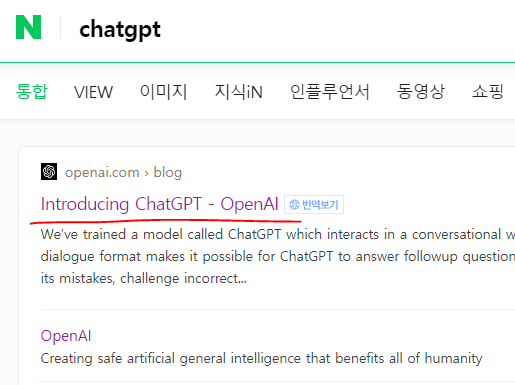 N chatgpt
통합 VIEW 이미지 지식iN 인플루언서 동영상 쇼핑
openai.com › blog
Introducing ChatGPT - OpenAI 번역보기
We've trained a model called ChatGPT which interacts in a conversational w
dialogue format makes it possible for ChatGPT to answer followup question
its mistakes, challenge incorrect...
OpenAI
Creating safe artificial general intelligence that benefits all of humanity